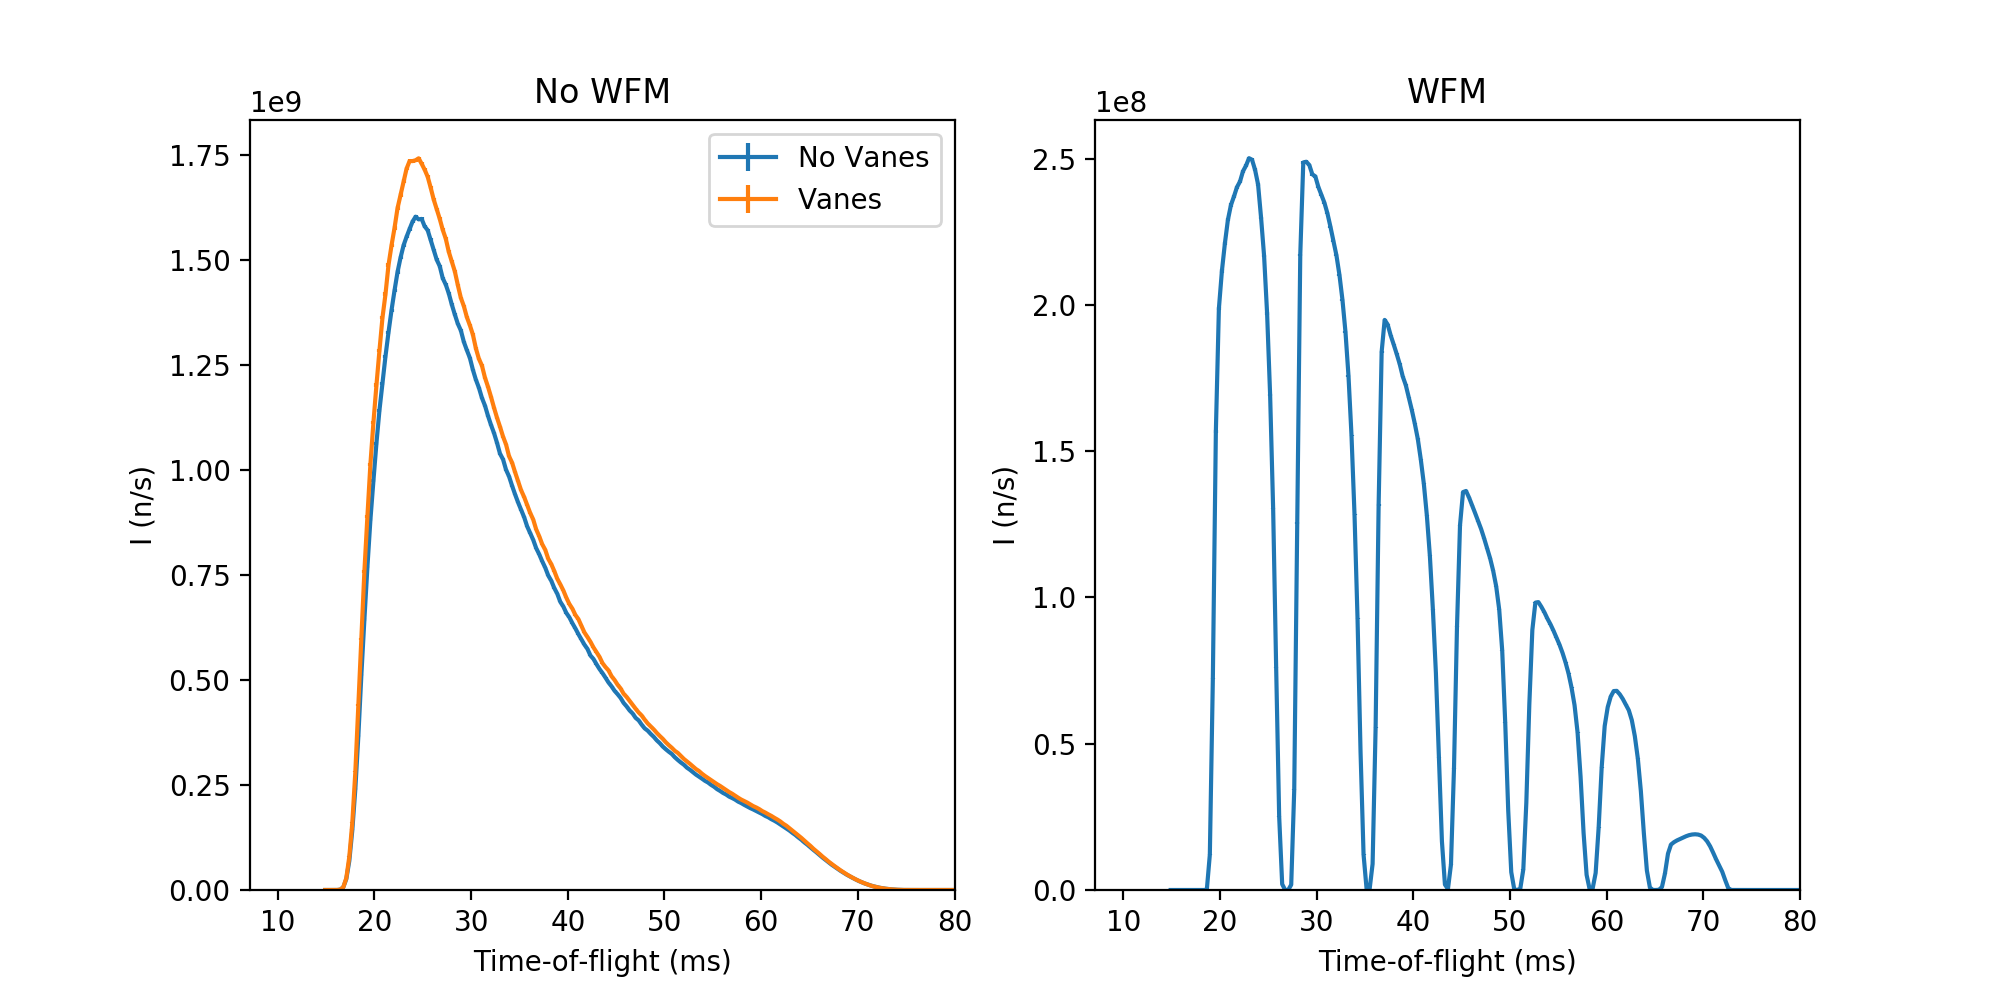 No WFM
1e9
1.75
1.50
1.25
1.00
0.75
0.50
0.25
0.00
I (n/s)
10 20 30 40 50 60 70 80
Time-of-flight (ms)
No Vanes
Vanes
WFM
1e8
2.5
2.0
1.5
1.0
0.5
0.0
I (n/s)
10 20 30 40 50 60 70 80
Time-of-flight (ms)